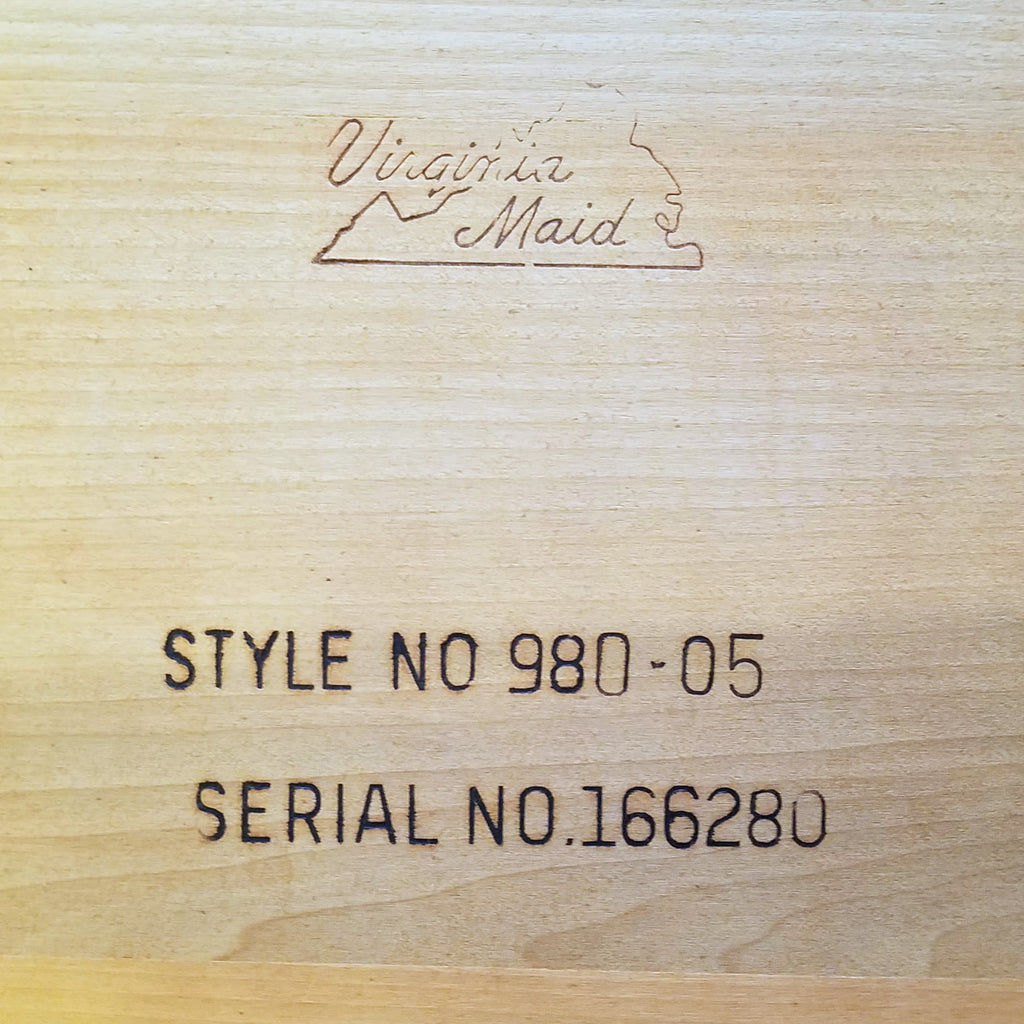 Virginia
Maid
STYLE NO 980-05
SERIAL NO.166280